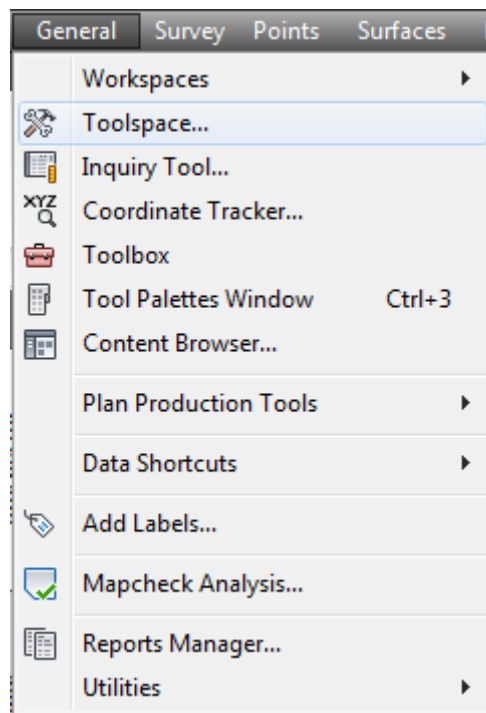 General Survey Points Surfaces
Workspaces
Toolspace...
Inquiry Tool...
XYZ Coordinate Tracker...
Toolbox
Tool Palettes Window Ctrl+3
Content Browser...
Plan Production Tools
Data Shortcuts
Add Labels...
Mapcheck Analysis...
Reports Manager...
Utilities